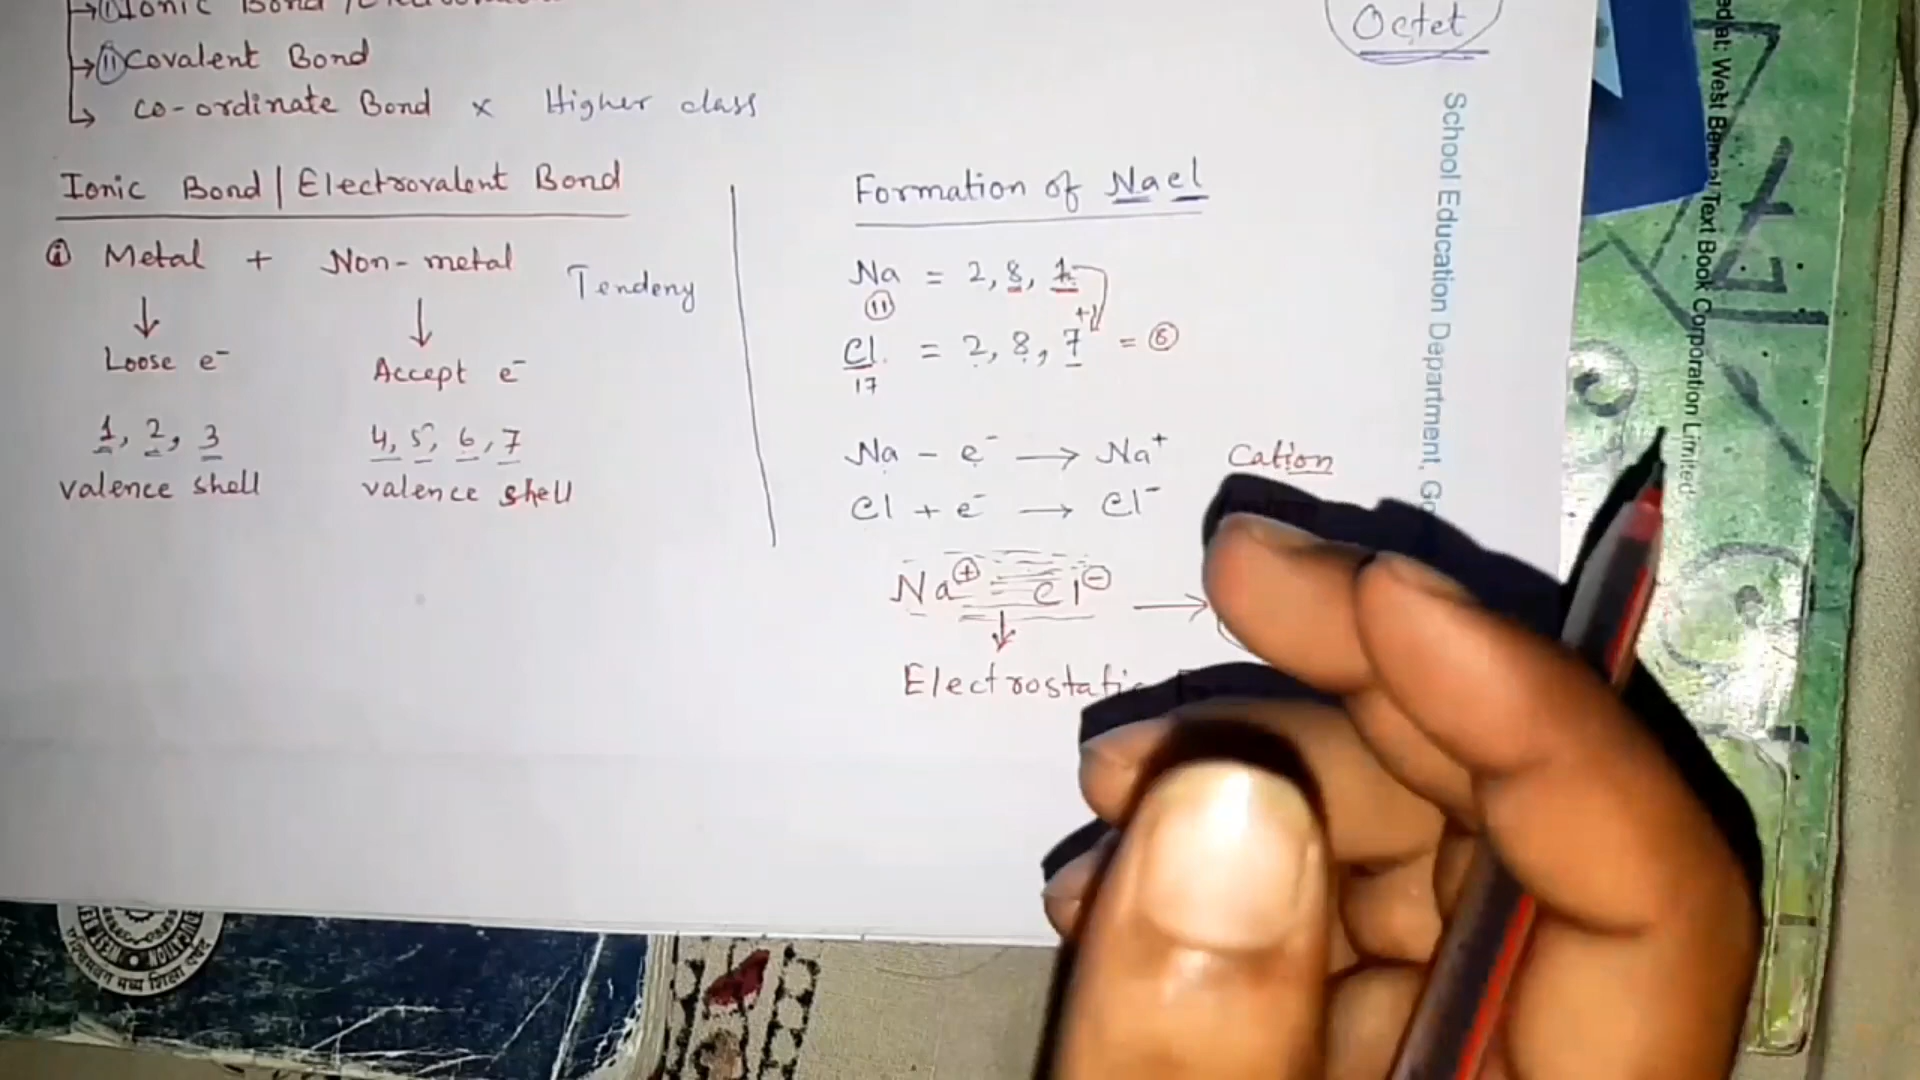 (i) Ionic Bond /
(ii) Covalent Bond
Co-ordinate Bond x Higher class
Octet
Ionic Bond | Electrovalent Bond
(i) Metal + Non-metal
Tendeny
↓ ↓
Loose e⁻ Accept e⁻
1, 2, 3 4, 5, 6, 7
valence shell valence shell
Formation of Nacl
Na = 2, 8, 1
11
+1
Cl = 2, 8, 7 = 8
17
Na - e⁻ → Na⁺ Cation
Cl + e⁻ → Cl⁻
Na⊕ Cl⊖ →
↓
School Education Department,
West Bengal Text Book Corporation Limited